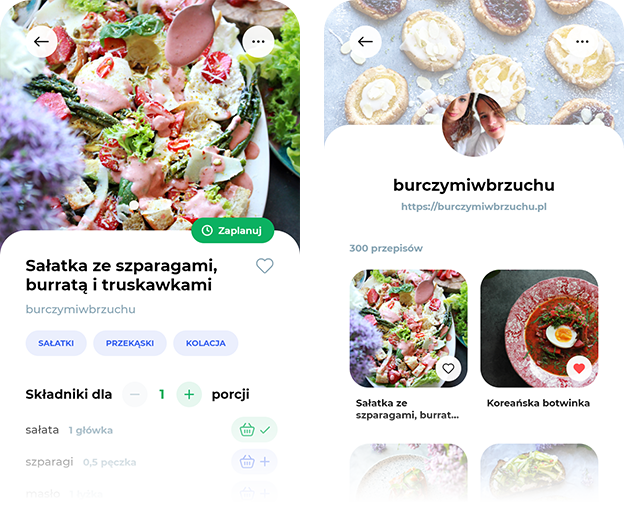 Zaplanuj
Sałatka ze szparagami,
burratą i truskawkami
burczymiwbrzuchu
SAŁATKI PRZEKĄSKI KOLACJA
Składniki dla 1 porcji
sałata 1 główka
szparagi 0,5 pęczka
masło
burczymiwbrzuchu
https://burczymiwbrzuchu.pl
300 przepisów
Sałatka ze
szparagami, burrat...
Koreańska botwinka